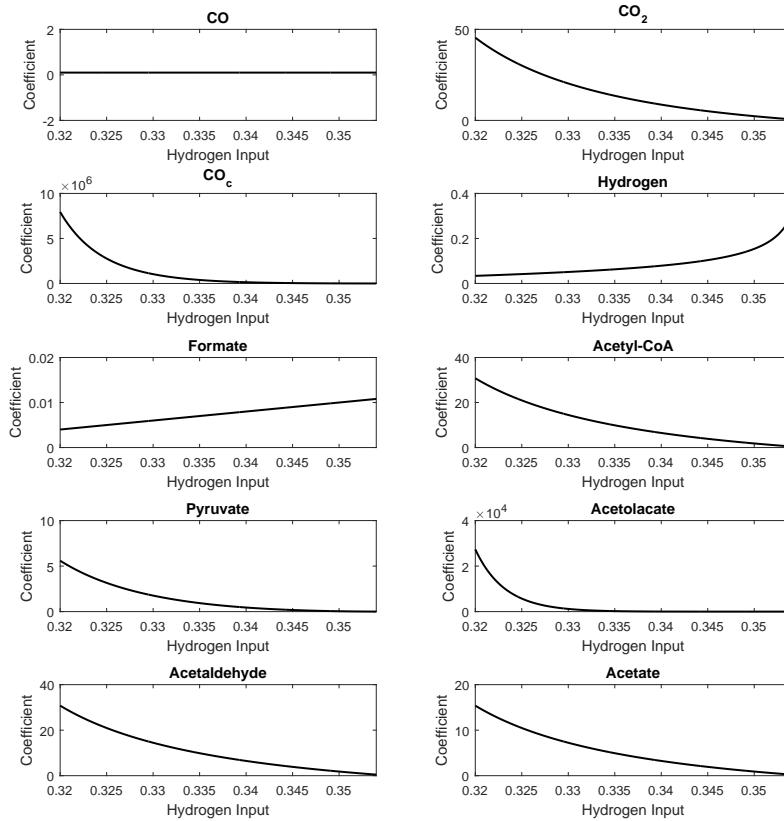 CO
2
0
-2
Coefficient
0.32 0.325 0.33 0.335 0.34 0.345 0.35
Hydrogen Input
CO2
50
0
Coefficient
0.32 0.325 0.33 0.335 0.34 0.345 0.35
Hydrogen Input
COc
×10^6
10
5
0
Coefficient
0.32 0.325 0.33 0.335 0.34 0.345 0.35
Hydrogen Input
Hydrogen
0.4
0.2
0
Coefficient
0.32 0.325 0.33 0.335 0.34 0.345 0.35
Hydrogen Input
Formate
0.02
0.01
0
Coefficient
0.32 0.325 0.33 0.335 0.34 0.345 0.35
Hydrogen Input
Acetyl-CoA
40
20
0
Coefficient
0.32 0.325 0.33 0.335 0.34 0.345 0.35
Hydrogen Input
Pyruvate
10
5
0
Coefficient
0.32 0.325 0.33 0.335 0.34 0.345 0.35
Hydrogen Input
Acetolacate
×10^4
4
2
0
Coefficient
0.32 0.325 0.33 0.335 0.34 0.345 0.35
Hydrogen Input
Acetaldehyde
40
20
0
Coefficient
0.32 0.325 0.33 0.335 0.34 0.345 0.35
Hydrogen Input
Acetate
20
10
0
Coefficient
0.32 0.325 0.33 0.335 0.34 0.345 0.35
Hydrogen Input